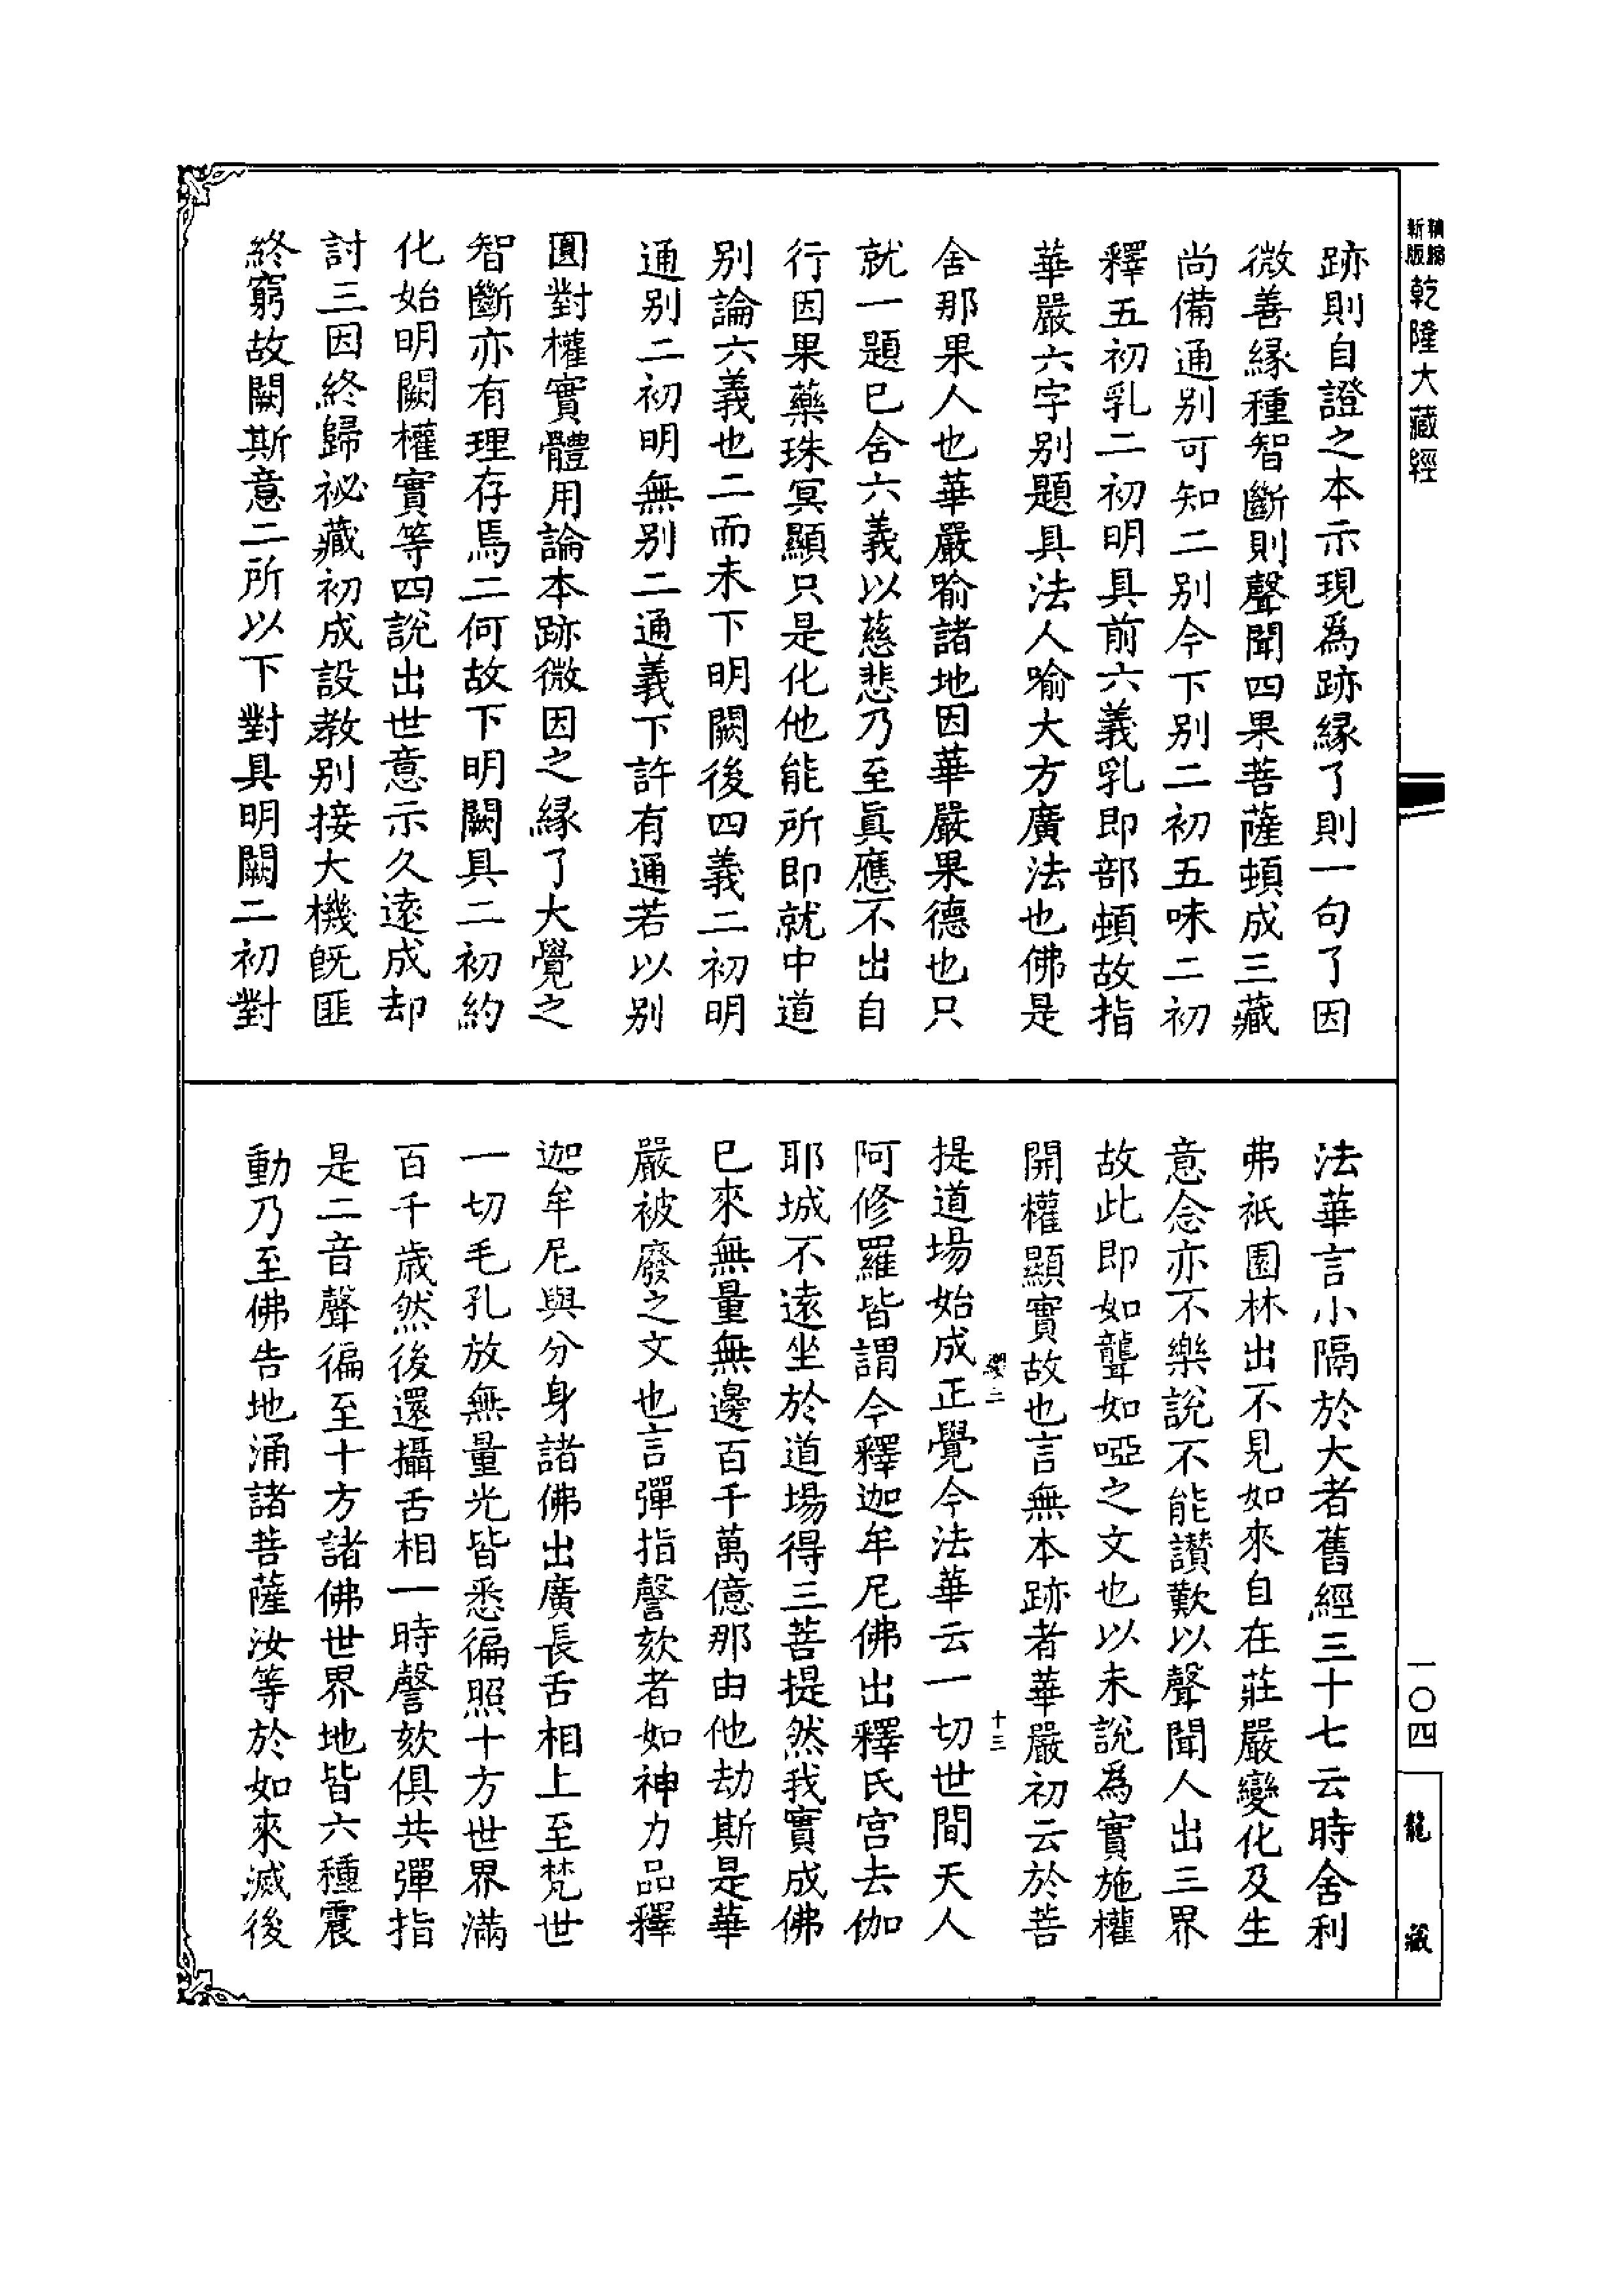 新版精縮乾隆大藏經
跡則自證之本示現爲跡緣了則一句了因
微善緣種智斷則聲聞四果菩薩頓成三藏
尚備通別可知二別今下別二初五味二初
釋五初乳二初明具前六義乳即部頓故指
華嚴六字別題具法人喻大方廣法也佛是
舍那果人也華嚴喻諸地因華嚴果德也只
就一題已含六義以慈悲乃至眞應不出自
行因果藥珠冥顯只是化他能所即就中道
別論六義也二而未下明闕後四義二初明
通別二初明無別二通義下許有通若以別
圓對權實體用論本跡微因之緣了大覺之
智斷亦有理存焉二何故下明闕具二初約
化始明闕權實等四說出世意示久遠成却
討三因終歸祕藏初成設教別接大機旣匪
終窮故闕斯意二所以下對具明闕二初對
法華言小隔於大者舊經三十七云時舍利
弗祇園林出不見如來自在莊嚴變化及生
意念亦不樂說不能讚歎以聲聞人出三界
故此即如聾如啞之文也以未說爲實施權
開權顯實故也言無本跡者華嚴初云於菩
提道場始成正覺今法華云一切世間天人
阿修羅皆謂今釋迦牟尼佛出釋氏宫去伽
耶城不遠坐於道場得三菩提然我實成佛
已來無量無邊百千萬億那由他劫斯是華
嚴被廢之文也言彈指謦欬者如神力品釋
迦牟尼與分身諸佛出廣長舌相上至梵世
一切毛孔放無量光皆悉徧照十方世界滿
百千歲然後還攝舌相一時謦欬俱共彈指
是二音聲徧至十方諸佛世界地皆六種震
動乃至佛告地涌諸菩薩汝等於如來滅後
二
十三
一〇四
龍藏